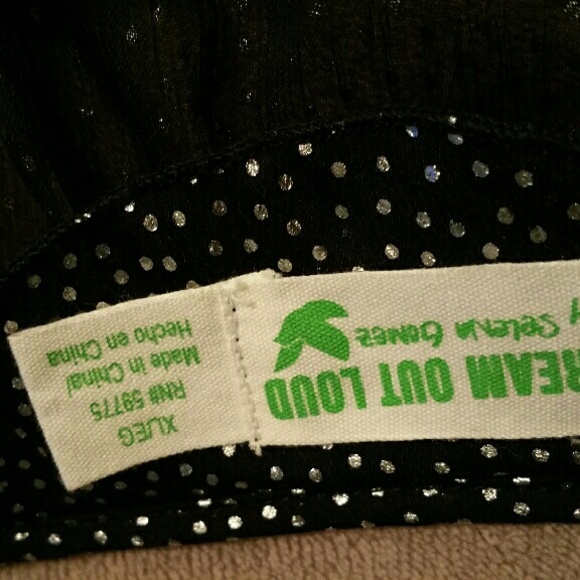 REAM OUT LOUD
y Selena Gomez
XL/EG
RN# 59775
Made in China/
Hecho en China